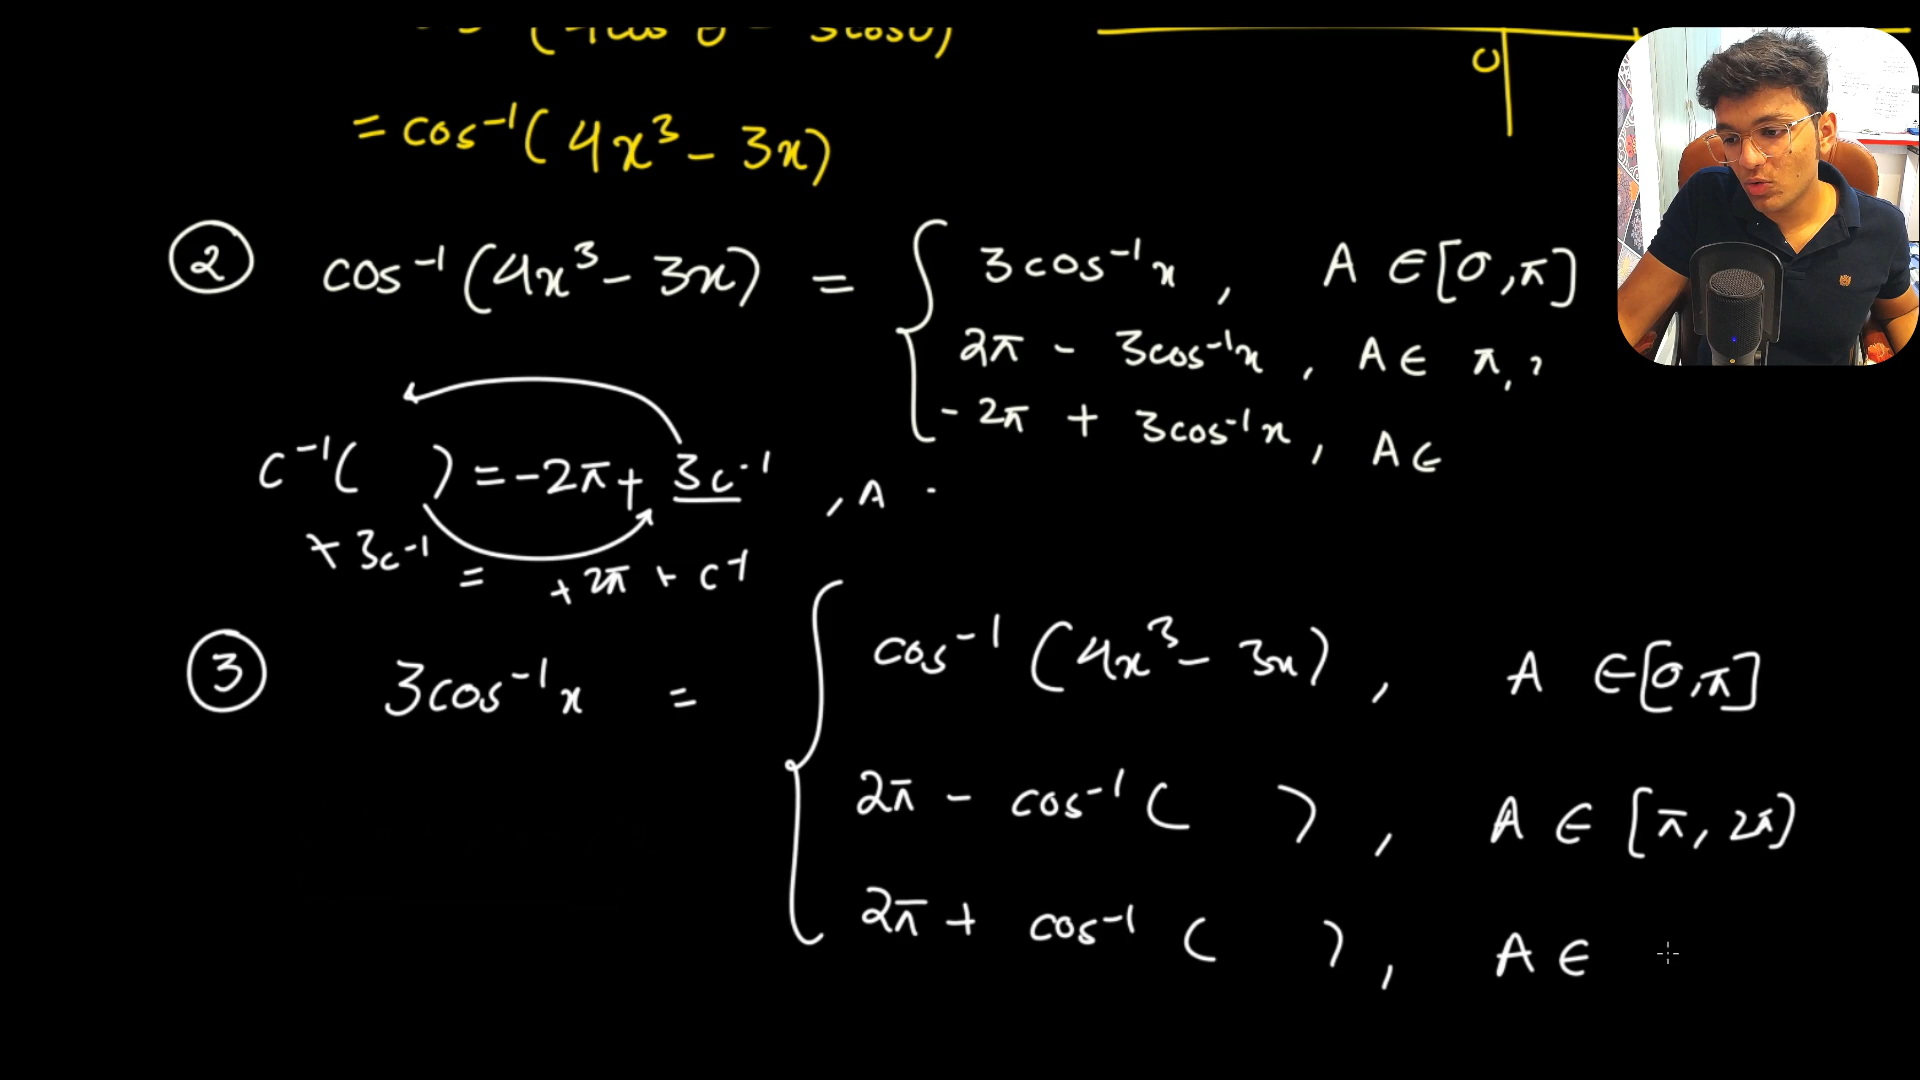 = cos⁻¹(4x³ - 3x)
② cos⁻¹(4x³ - 3x) = { 3cos⁻¹x , A ∈ [0, π]
2π - 3cos⁻¹x , A ∈ π, 2
-2π + 3cos⁻¹x , A ∈
c⁻¹( ) = -2π + 3c⁻¹ , A
+ 3c⁻¹ = +2π + c⁻¹
③ 3cos⁻¹x = { cos⁻¹(4x³ - 3x) , A ∈ [0, π]
2π - cos⁻¹( ) , A ∈ [π, 2π)
2π + cos⁻¹( ) , A ∈